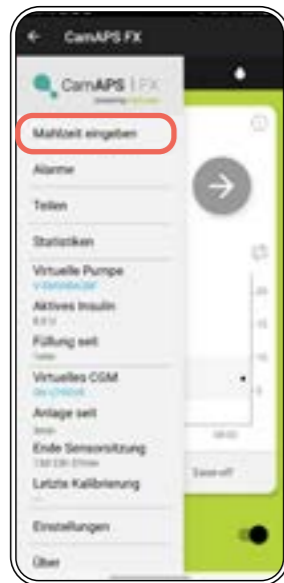 CamAPS FX
CamAPS | FX
Mahlzeit eingeben
Alarme
Teilen
Statistiken
Virtuelle Pumpe
Aktives Insulin
Füllung seit
Virtuelles CGM
Anlage seit
Ende Sensorsitzung
Letzte Kalibrierung
Einstellungen
Über